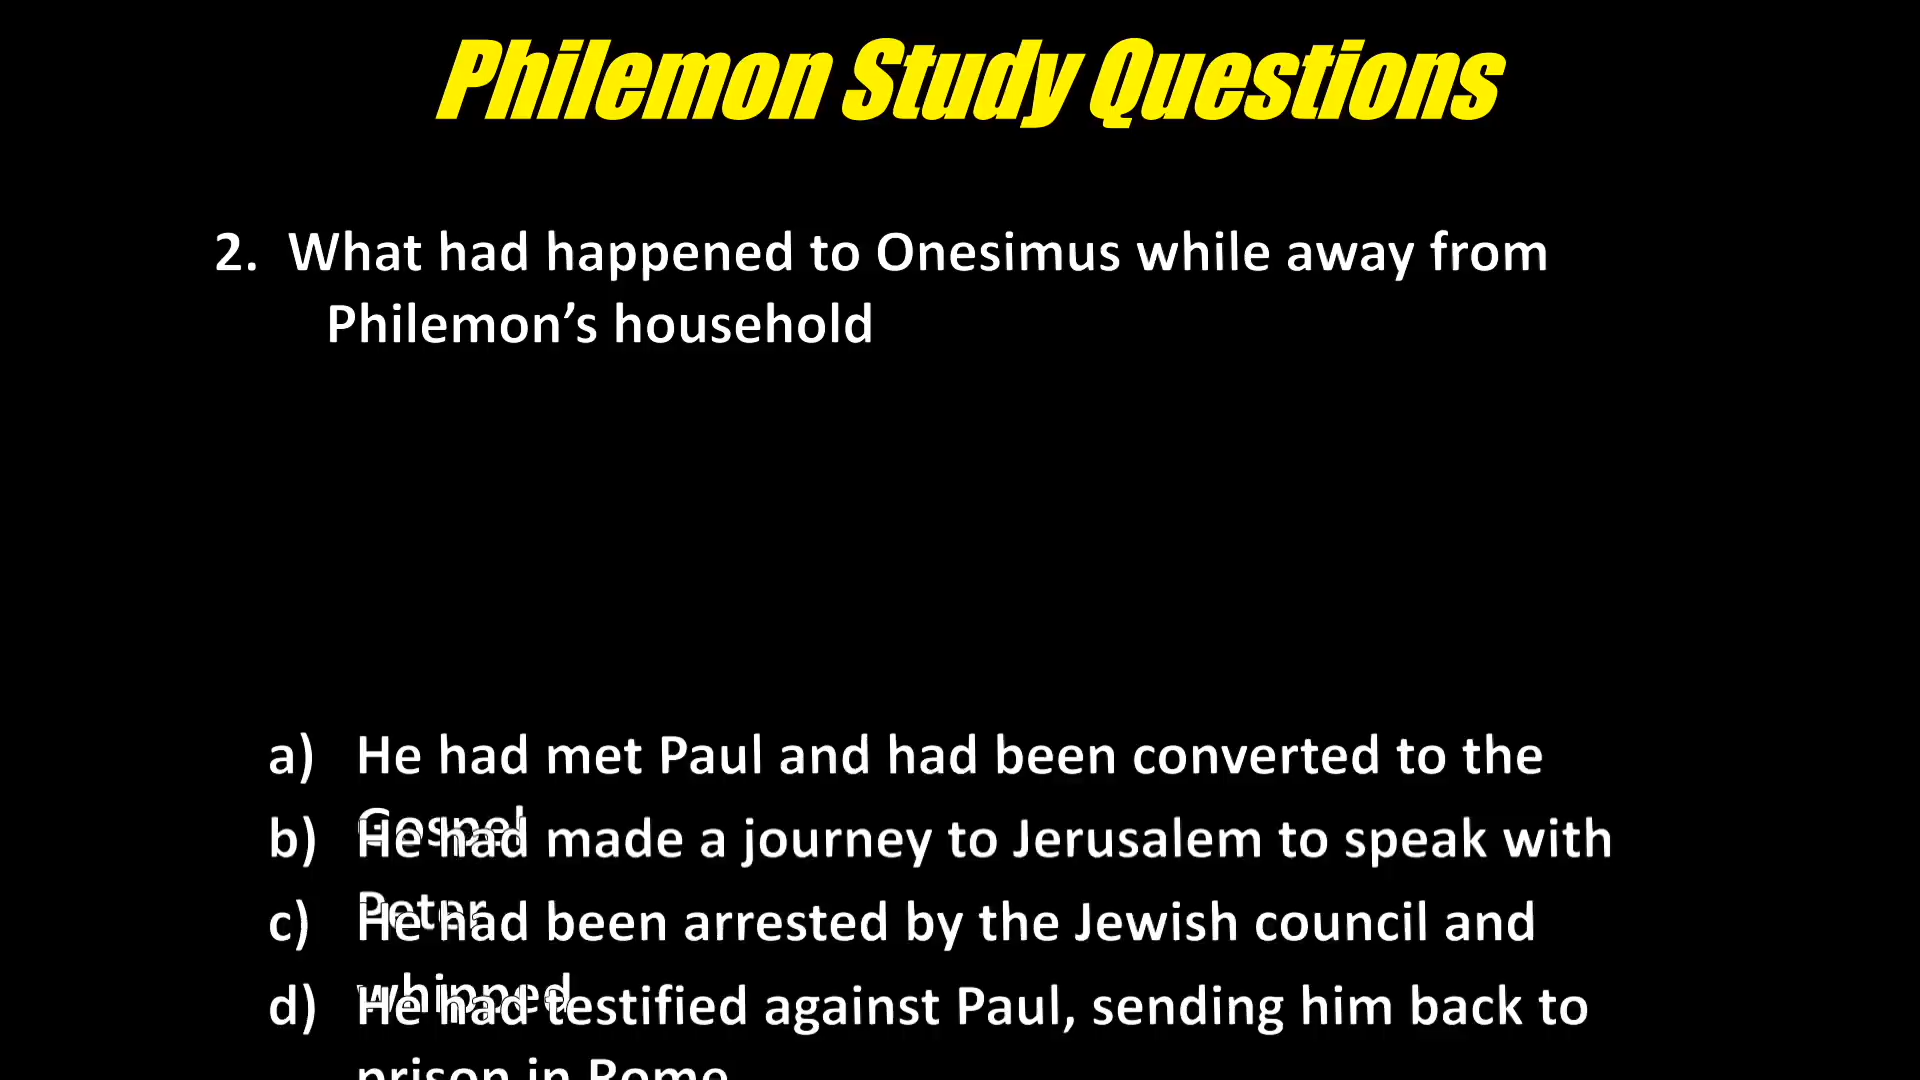 Philemon Study Questions
2. What had happened to Onesimus while away from
Philemon’s household
a) He had met Paul and had been converted to the
Gospel
b) He had made a journey to Jerusalem to speak with
Peter
c) He had been arrested by the Jewish council and
whipped
d) He had testified against Paul, sending him back to
prison in Rome